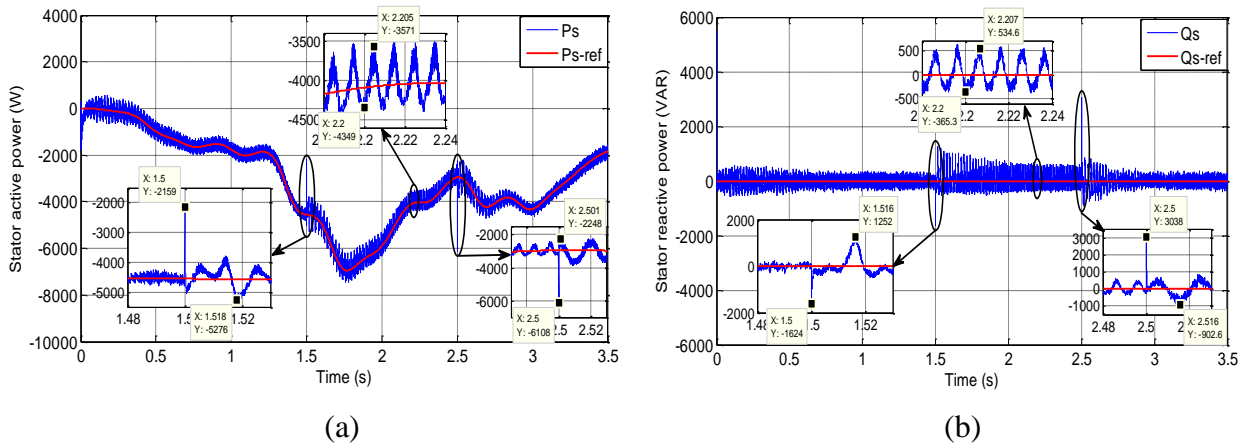 4000
2000
0
-2000
-4000
-6000
-8000
-10000
Stator active power (W)
0 0.5 1 1.5 2 2.5 3 3.5
Time (s)
Ps
Ps-ref
X: 2.205
Y: -3571
-3500
-4000
-4500
2.22 2.24
X: 2.2
Y: -4349
X: 1.5
Y: -2159
-2000
-3000
-4000
-5000
1.48 1.52
X: 1.518
Y: -5276
X: 2.501
Y: -2248
-2000
-4000
-6000
2.5 2.52
X: 2.5
Y: -6108
(a)
6000
4000
2000
0
-2000
-4000
-6000
Stator reactive power (VAR)
0 0.5 1 1.5 2 2.5 3 3.5
Time (s)
Qs
Qs-ref
X: 2.207
Y: 534.6
500
0
-500
2.22 2.24
X: 2.2
Y: -365.3
X: 1.516
Y: 1252
2000
0
-2000
1.48 1.5 1.52
X: 1.5
Y: -1624
X: 2.5
Y: 3038
3000
2000
1000
0
-1000
2.48 2.5
X: 2.516
Y: -902.6
(b)